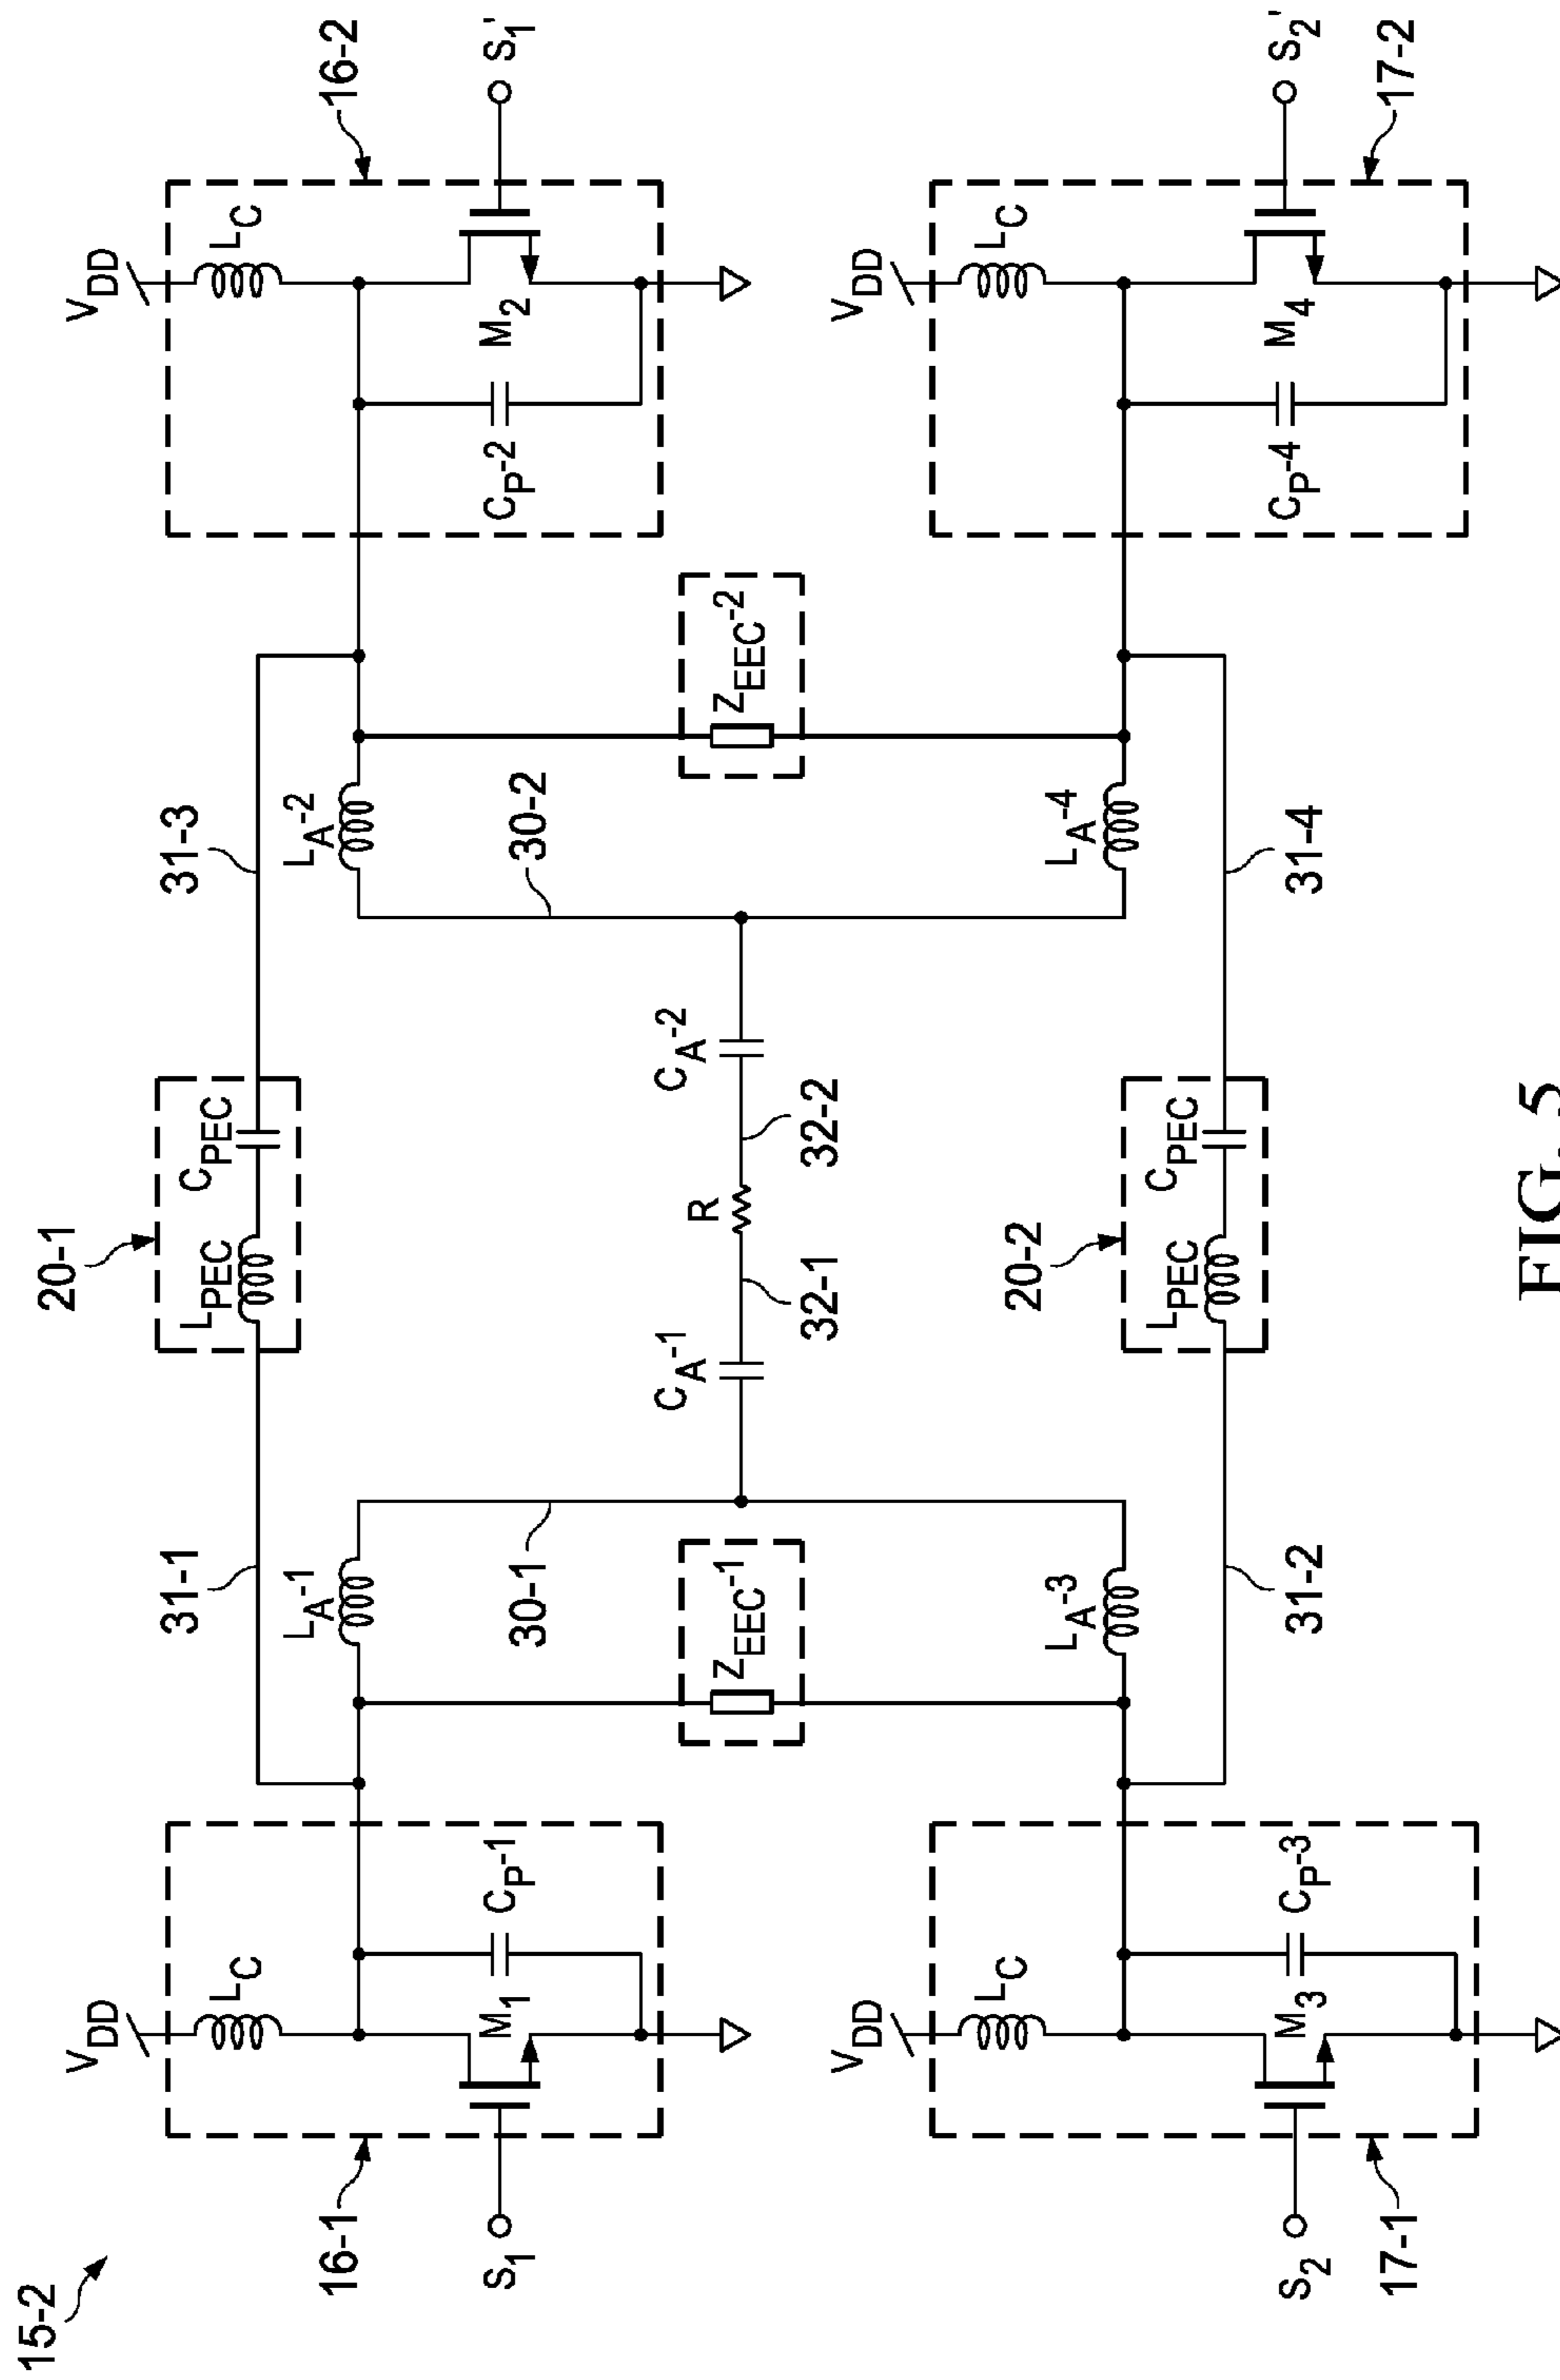 15-2
16-1
S1
VDD
LC
M1
CP-1
31-1
LA-1
30-1
ZEEC-1
20-1
LPEC
CPEC
31-3
LA-2
30-2
ZEEC-2
VDD
LC
M2
CP-2
16-2
S1'
CA-1
32-1
R
32-2
CA-2
17-1
S2
VDD
LC
M3
CP-3
LA-3
31-2
20-2
LPEC
CPEC
31-4
LA-4
VDD
LC
M4
CP-4
17-2
S2'
FIG. 5